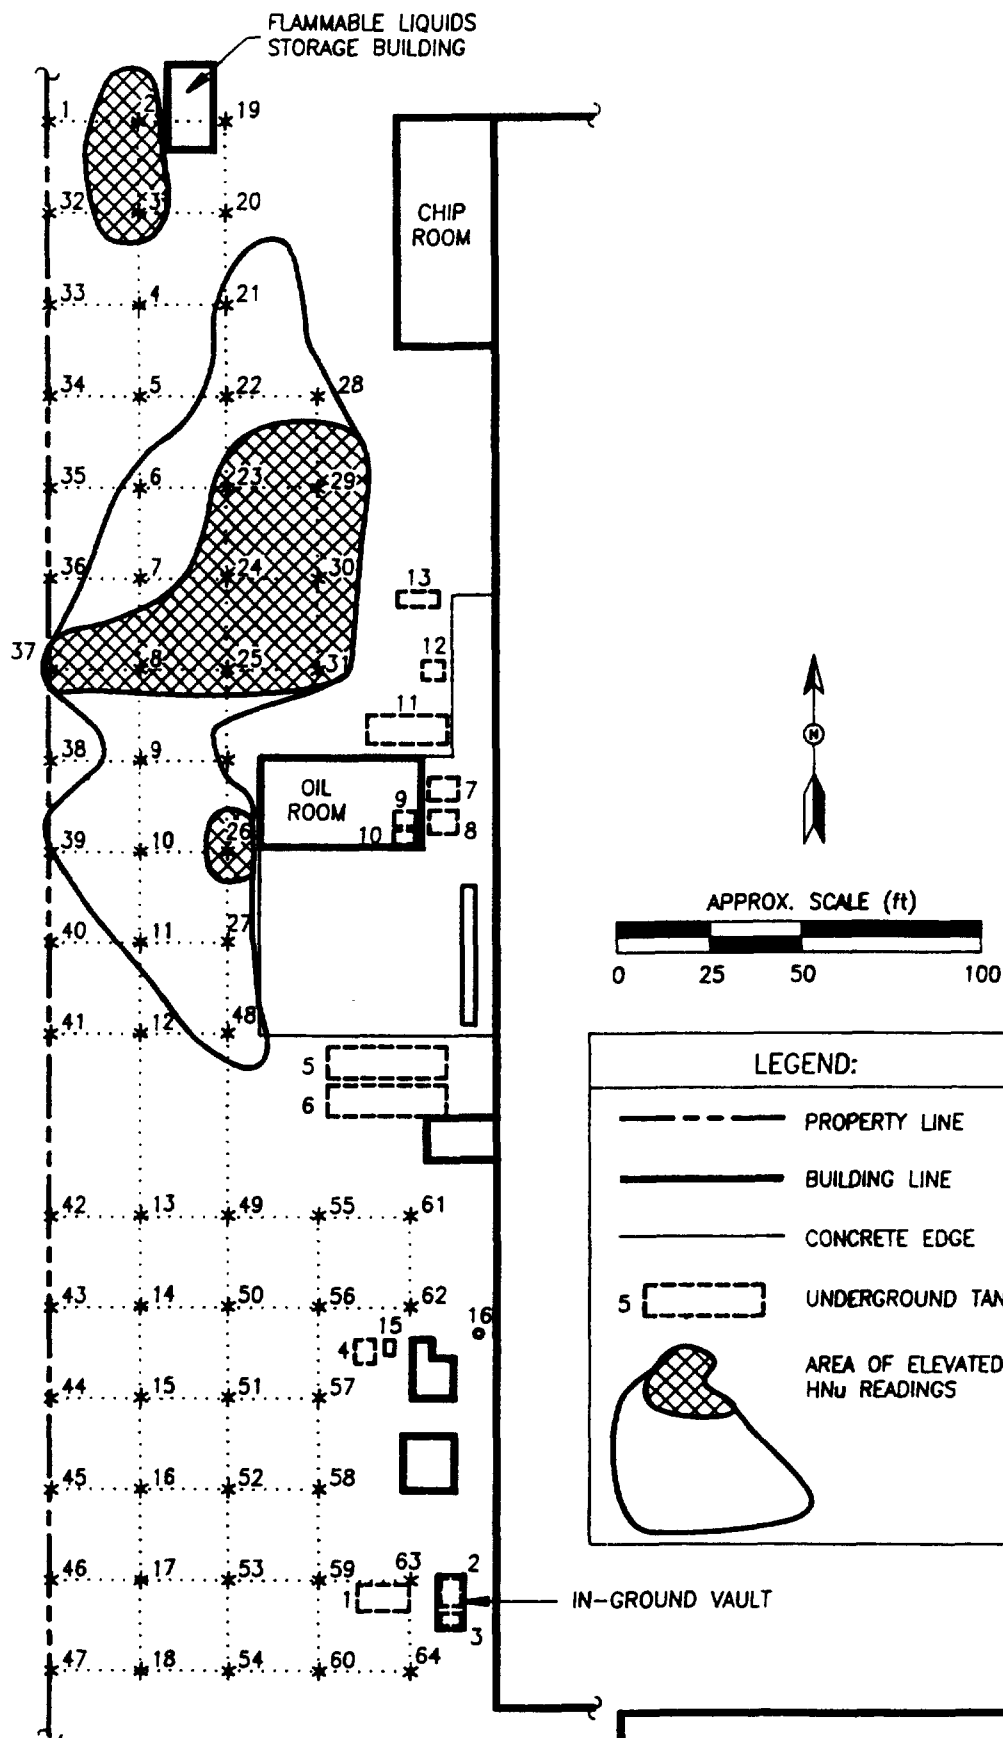 FLAMMABLE LIQUIDS
STORAGE BUILDING
1 2 19
32 3 20
CHIP
ROOM
33 4 21
34 5 22 28
35 6 23 29
36 7 24 30
13
37 8 25 31
12
11
38 9
OIL
ROOM
7
9
8
10
39 10 26
N
APPROX. SCALE (ft)
0 25 50 100
40 11 27
41 12 48
5
6
LEGEND:
PROPERTY LINE
BUILDING LINE
CONCRETE EDGE
5 UNDERGROUND TAN
AREA OF ELEVATED
HNu READINGS
42 13 49 55 61
43 14 50 56 62
16
15
4
44 15 51 57
45 16 52 58
46 17 53 59 63
2
1
IN-GROUND VAULT
3
47 18 54 60 64